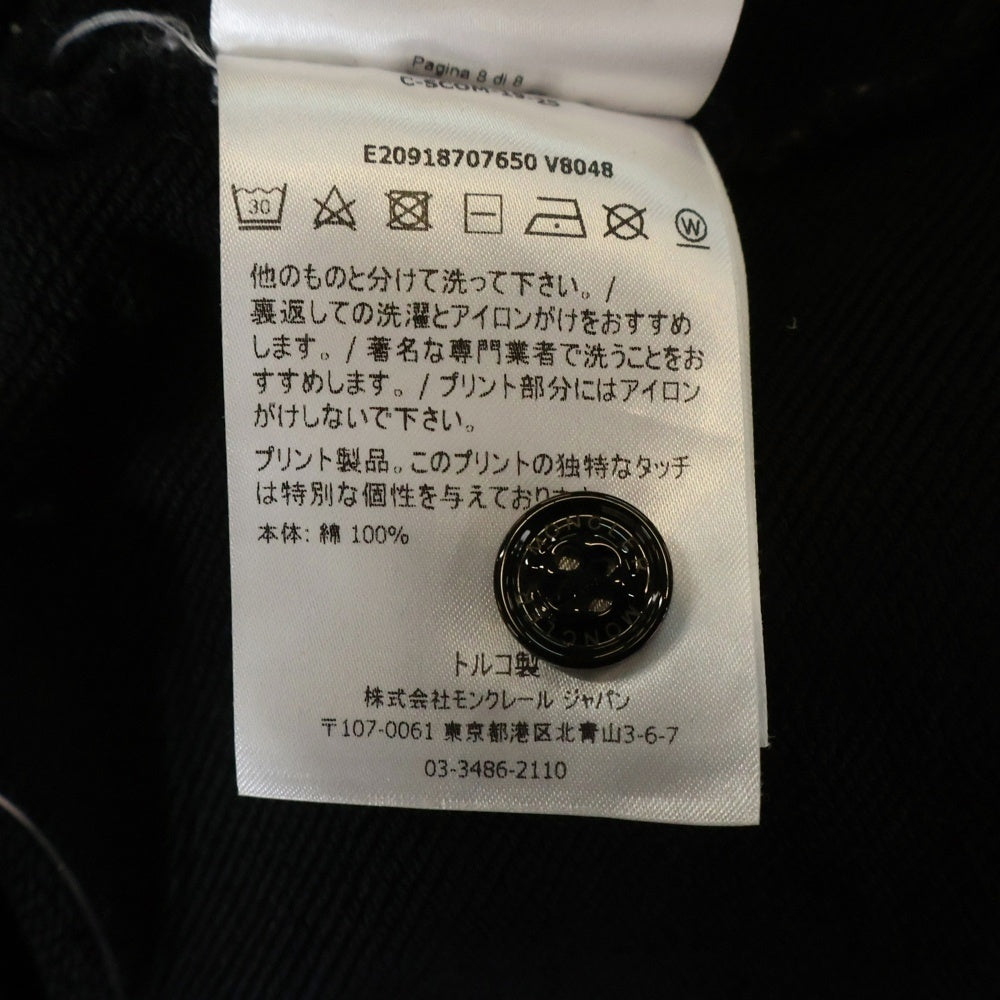 Pagina 8 di 8
E20918707650 V8048
30
W
他のものと分けて洗って下さい。/
裏返しての洗濯とアイロンがけをおすすめ
します。/ 著名な専門業者で洗うことをお
すすめします。/ プリント部分にはアイロン
がけしないで下さい。
プリント製品。このプリントの独特なタッチ
は特別な個性を与えており
本体: 綿 100%
MONCLER MONCLER
トルコ製
株式会社モンクレール ジャパン
〒107-0061 東京都港区北青山3-6-7
03-3486-2110